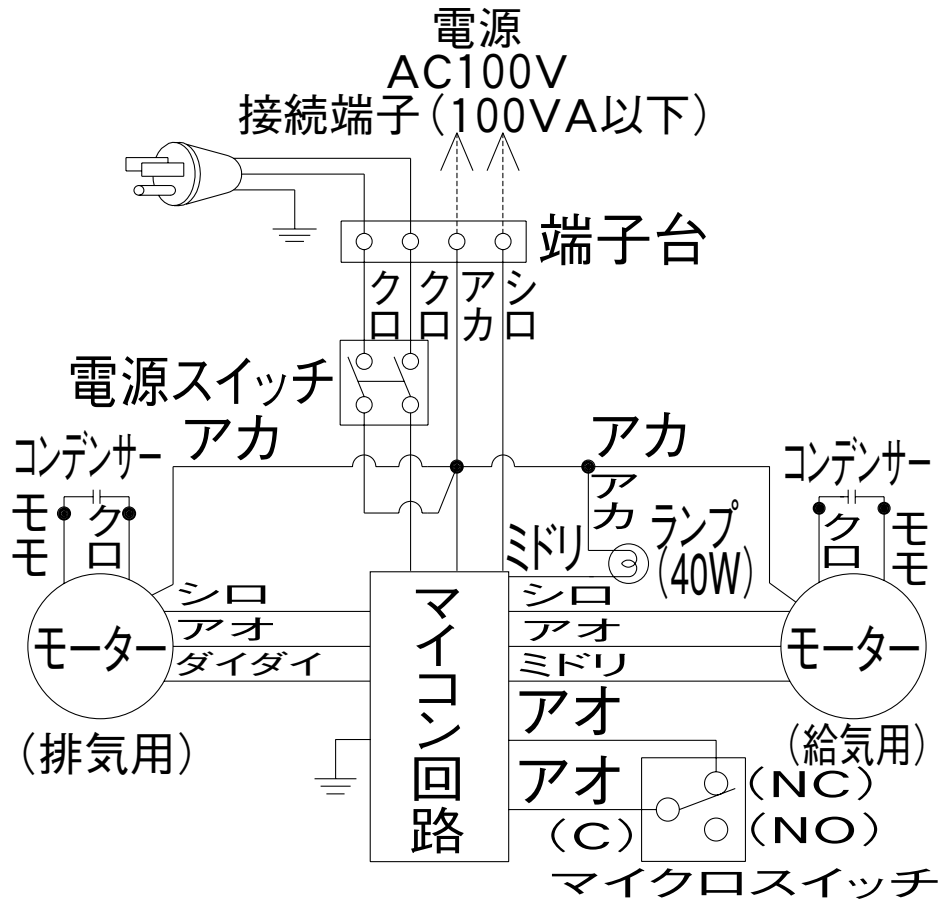 電源
AC100V
接続端子(100VA以下)
端子台
クロ
クロ
アカ
シロ
電源スイッチ
アカ
アカ
コンデンサー
モモ
クロ
アカ
ランプ
(40W)
コンデンサー
クロ
モモ
ミドリ
シロ
アオ
ダイダイ
シロ
アオ
ミドリ
モーター
(排気用)
マイコン回路
モーター
(給気用)
アオ
アオ
(NC)
(C)
(NO)
マイクロスイッチ